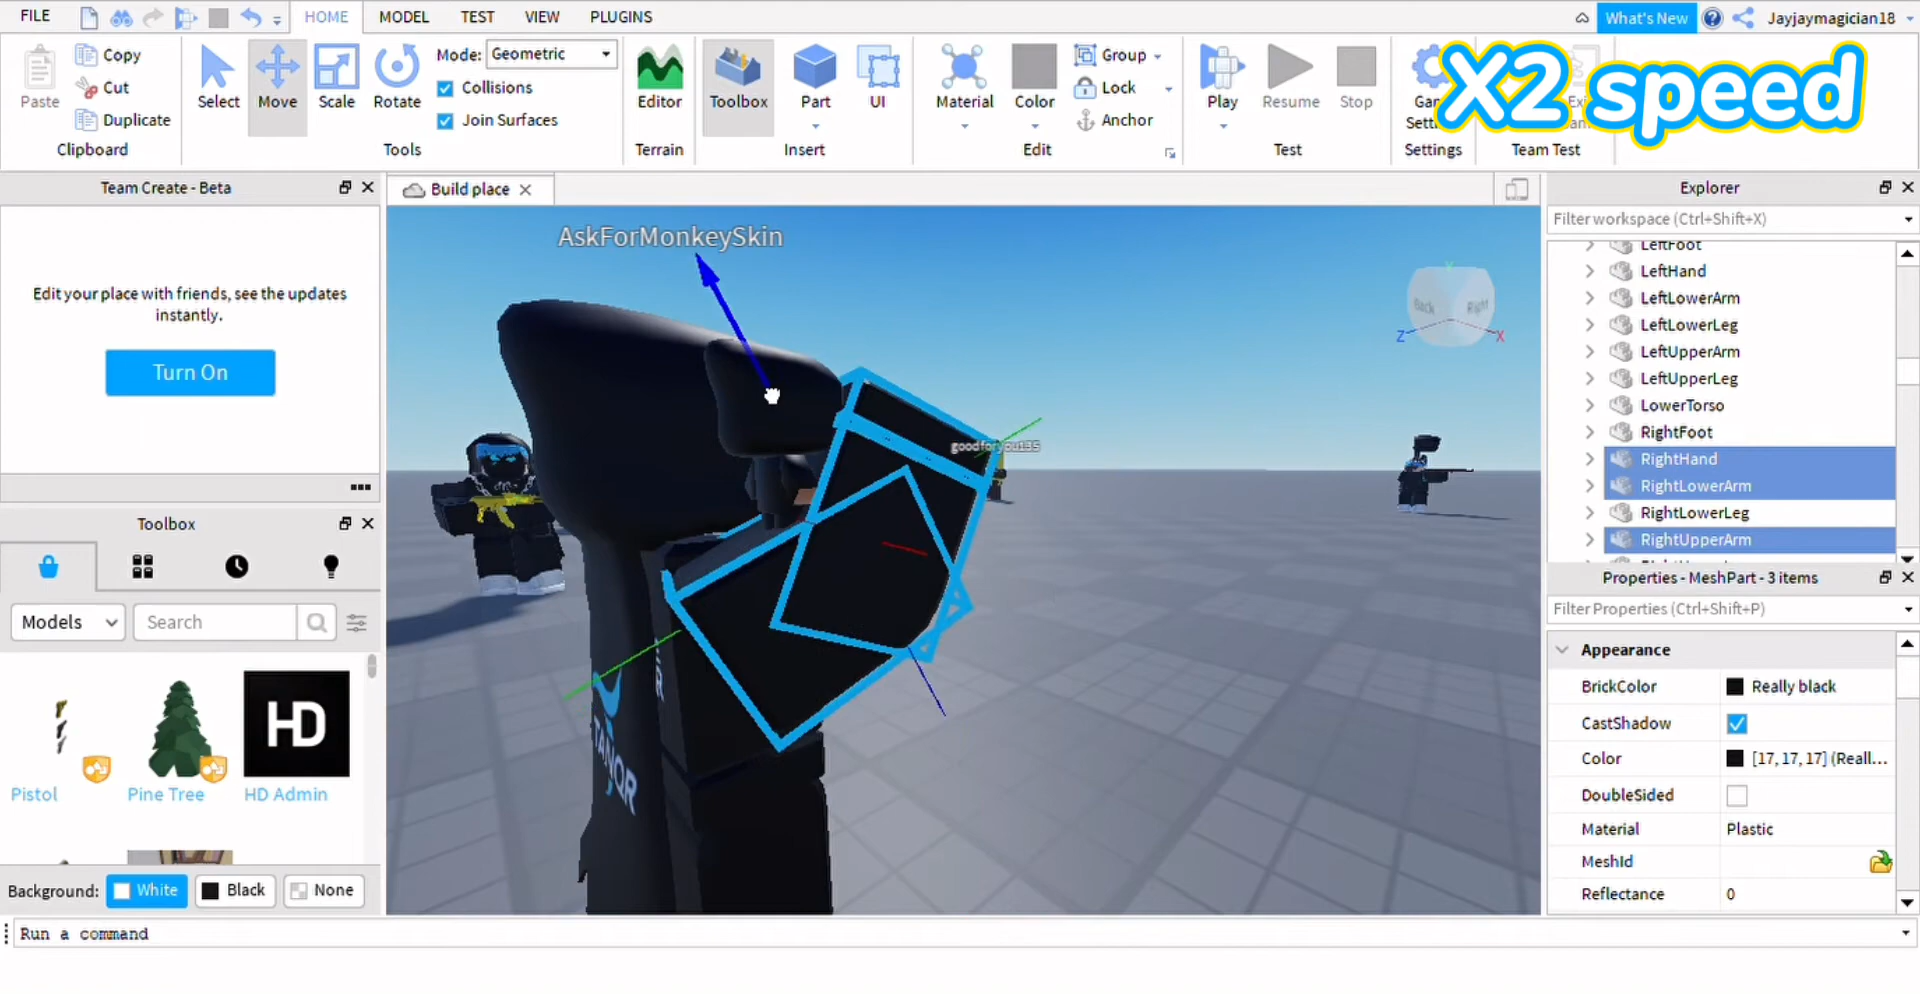 FILE
HOME
MODEL
TEST
VIEW
PLUGINS
What's New
Jayjaymagician18
X2 speed
Paste
Copy
Cut
Duplicate
Clipboard
Select
Move
Scale
Rotate
Mode:
Geometric
Collisions
Join Surfaces
Tools
Editor
Terrain
Toolbox
Part
UI
Insert
Material
Color
Group
Lock
Anchor
Edit
Play
Resume
Stop
Test
Settings
Team Test
Team Create - Beta
Edit your place with friends, see the updates
instantly.
Turn On
Toolbox
Models
Search
Pistol
Pine Tree
HD
HD Admin
Background:
White
Black
None
Run a command
Build place
AskForMonkeySkin
TANQR
Back
Right
Y
Z
X
Explorer
Filter workspace (Ctrl+Shift+X)
LeftFoot
LeftHand
LeftLowerArm
LeftLowerLeg
LeftUpperArm
LeftUpperLeg
LowerTorso
RightFoot
RightHand
RightLowerArm
RightLowerLeg
RightUpperArm
Properties - MeshPart - 3 items
Filter Properties (Ctrl+Shift+P)
Appearance
BrickColor
Really black
CastShadow
Color
[17, 17, 17] (Reall...
DoubleSided
Material
Plastic
MeshId
Reflectance
0